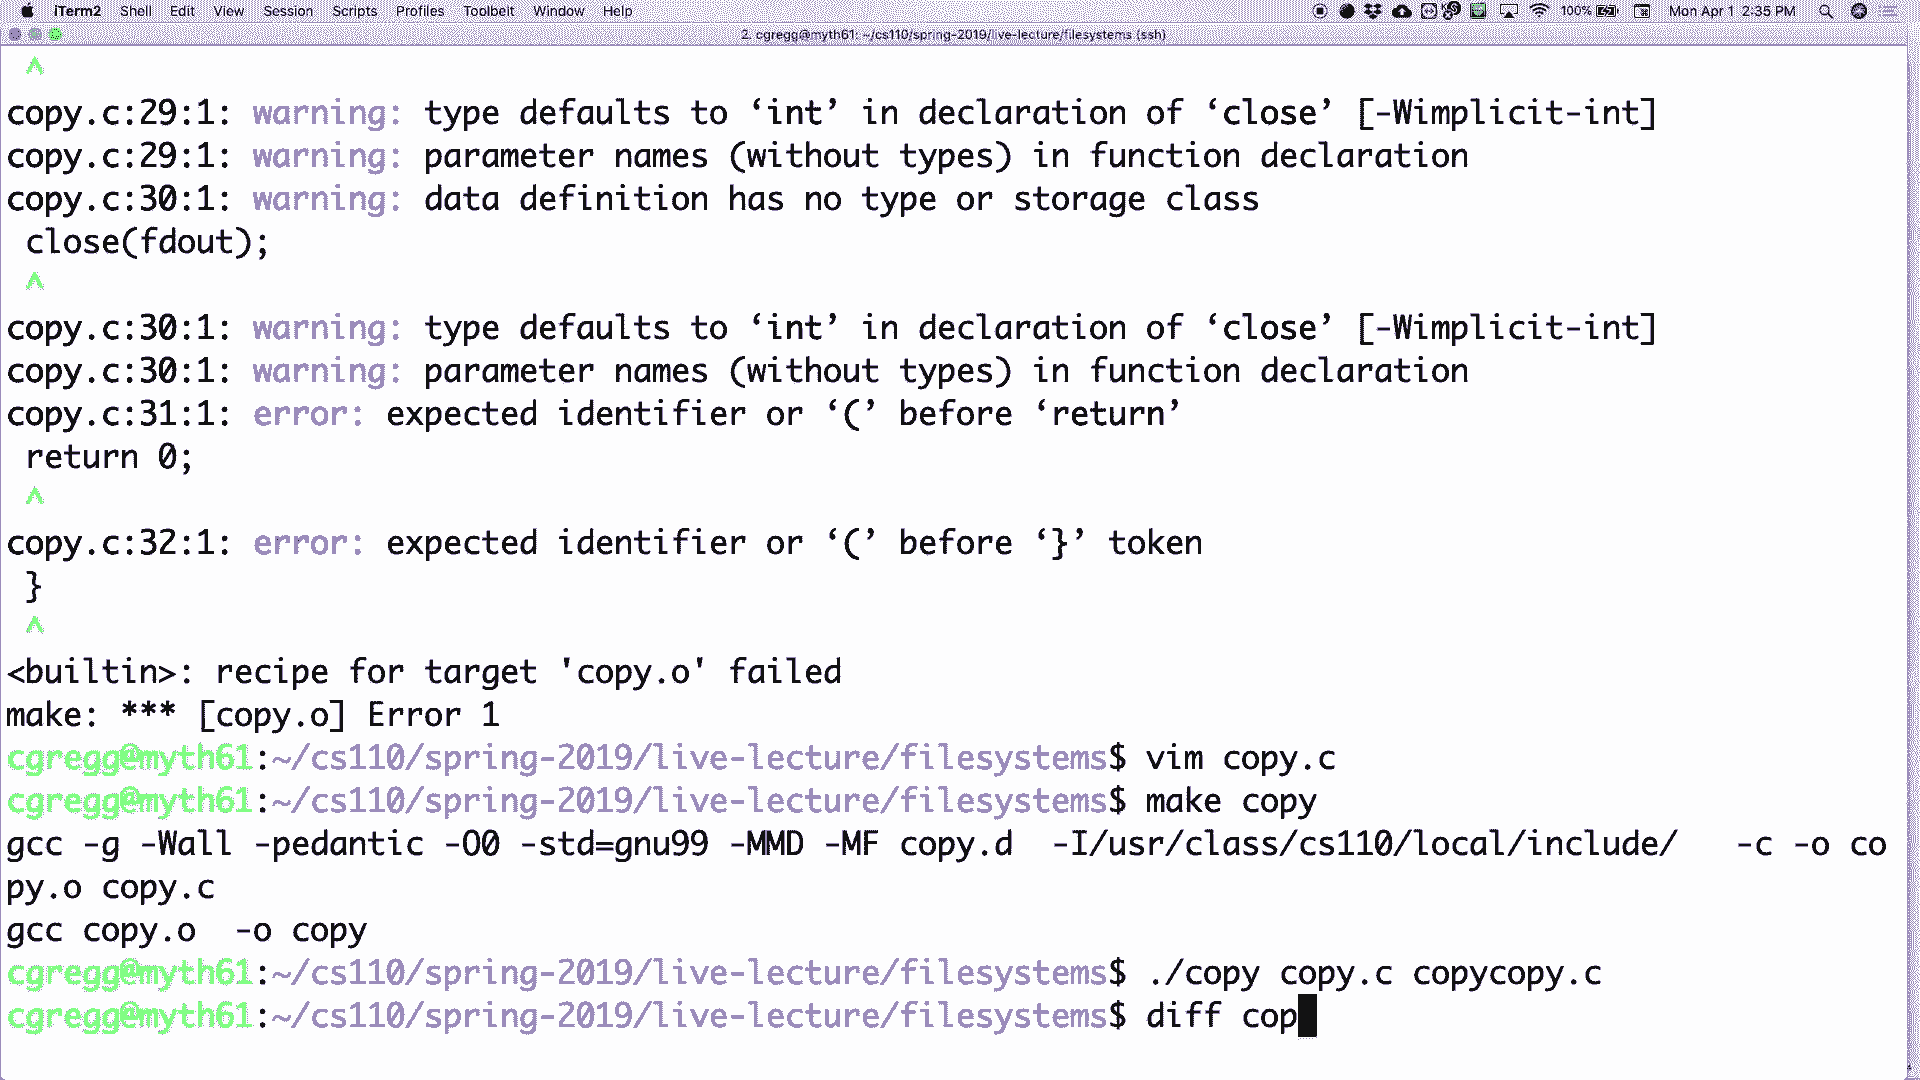 iTerm2 Shell Edit View Session Scripts Profiles Toolbelt Window Help 100% Mon Apr 1 2:35 PM
2. cgregg@myth61: ~/cs110/spring-2019/live-lecture/filesystems (ssh)
^
copy.c:29:1: warning: type defaults to ‘int’ in declaration of ‘close’ [-Wimplicit-int]
copy.c:29:1: warning: parameter names (without types) in function declaration
copy.c:30:1: warning: data definition has no type or storage class
close(fdout);
^
copy.c:30:1: warning: type defaults to ‘int’ in declaration of ‘close’ [-Wimplicit-int]
copy.c:30:1: warning: parameter names (without types) in function declaration
copy.c:31:1: error: expected identifier or ‘(’ before ‘return’
return 0;
^
copy.c:32:1: error: expected identifier or ‘(’ before ‘}’ token
}
^
<builtin>: recipe for target 'copy.o' failed
make: *** [copy.o] Error 1
cgregg@myth61:~/cs110/spring-2019/live-lecture/filesystems$ vim copy.c
cgregg@myth61:~/cs110/spring-2019/live-lecture/filesystems$ make copy
gcc -g -Wall -pedantic -O0 -std=gnu99 -MMD -MF copy.d  -I/usr/class/cs110/local/include/   -c -o co
py.o copy.c
gcc copy.o  -o copy
cgregg@myth61:~/cs110/spring-2019/live-lecture/filesystems$ ./copy copy.c copycopy.c
cgregg@myth61:~/cs110/spring-2019/live-lecture/filesystems$ diff cop